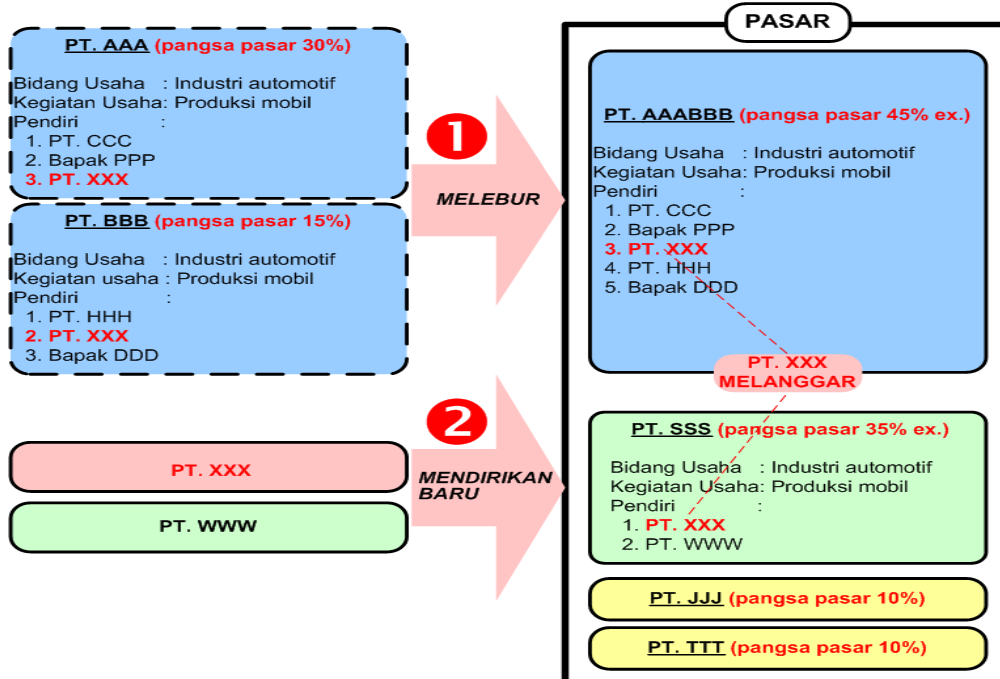 PT. AAA (pangsa pasar 30%)
Bidang Usaha : Industri automotif
Kegiatan Usaha: Produksi mobil
Pendiri :
1. PT. CCC
2. Bapak PPP
3. PT. XXX
PT. BBB (pangsa pasar 15%)
Bidang Usaha : Industri automotif
Kegiatan usaha : Produksi mobil
Pendiri :
1. PT. HHH
2. PT. XXX
3. Bapak DDD
1
MELEBUR
PT. XXX
PT. WWW
2
MENDIRIKAN
BARU
PASAR
PT. AAABBB (pangsa pasar 45% ex.)
Bidang Usaha : Industri automotif
Kegiatan Usaha: Produksi mobil
Pendiri :
1. PT. CCC
2. Bapak PPP
3. PT. XXX
4. PT. HHH
5. Bapak DDD
PT. XXX
MELANGGAR
PT. SSS (pangsa pasar 35% ex.)
Bidang Usaha : Industri automotif
Kegiatan Usaha: Produksi mobil
Pendiri :
1. PT. XXX
2. PT. WWW
PT. JJJ (pangsa pasar 10%)
PT. TTT (pangsa pasar 10%)